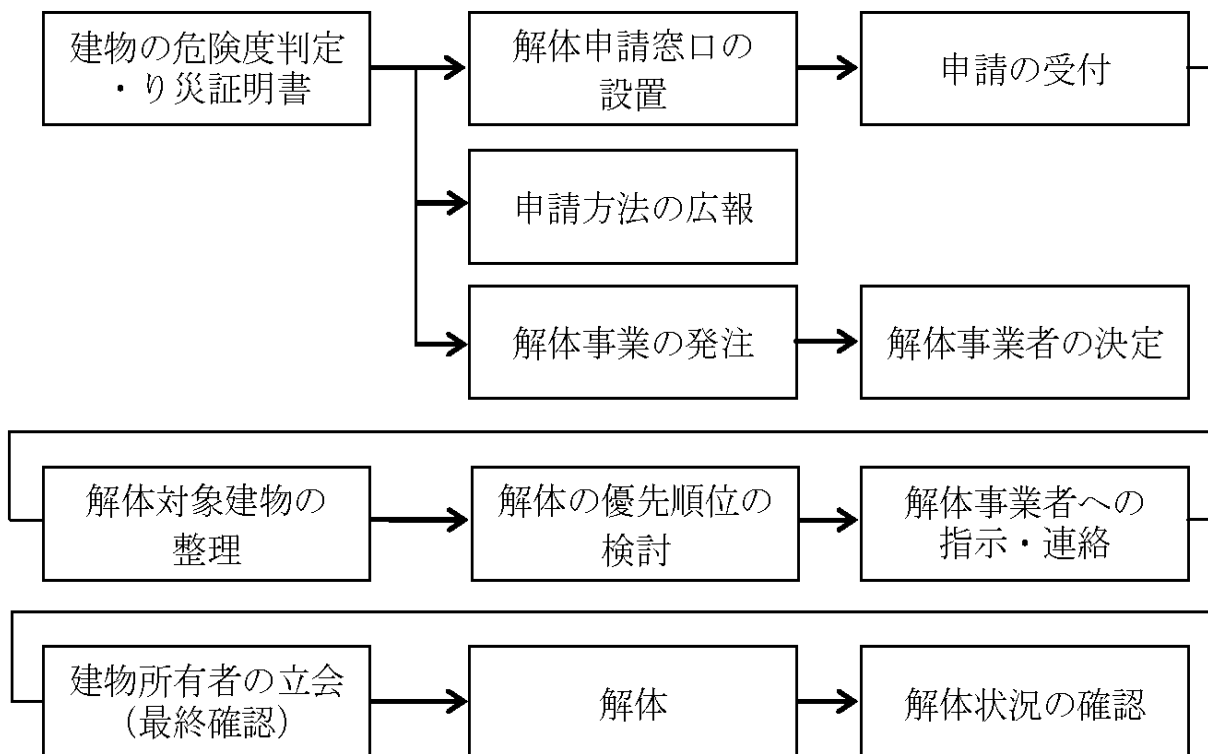 建物の危険度判定
・り災証明書
解体申請窓口の
設置
申請の受付
申請方法の広報
解体事業の発注
解体事業者の決定
解体対象建物の
整理
解体の優先順位の
検討
解体事業者への
指示・連絡
建物所有者の立会
（最終確認）
解体
解体状況の確認